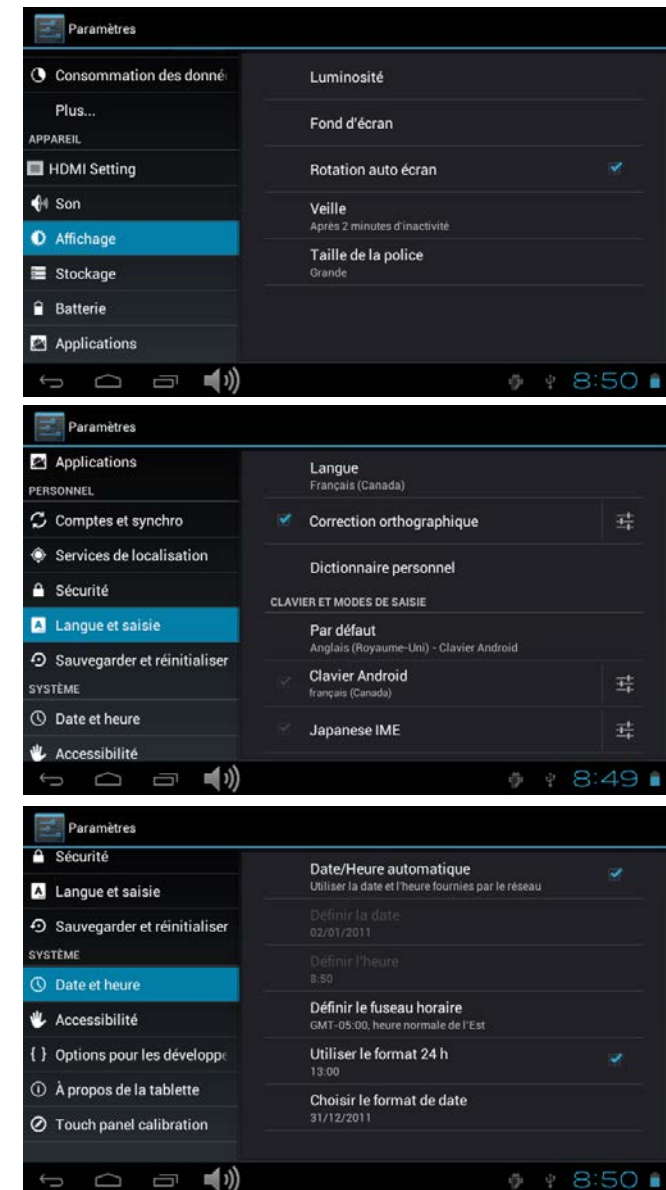 Paramètres
Consommation des donné
Plus...
APPAREIL
HDMI Setting
Son
Affichage
Stockage
Batterie
Applications
Luminosité
Fond d'écran
Rotation auto écran
Veille
Après 2 minutes d'inactivité
Taille de la police
Grande
8:50
Paramètres
Applications
PERSONNEL
Comptes et synchro
Services de localisation
Sécurité
Langue et saisie
Sauvegarder et réinitialiser
SYSTÈME
Date et heure
Accessibilité
Langue
Français (Canada)
Correction orthographique
Dictionnaire personnel
CLAVIER ET MODES DE SAISIE
Par défaut
Anglais (Royaume-Uni) - Clavier Android
Clavier Android
français (Canada)
Japanese IME
8:49
Paramètres
Sécurité
Langue et saisie
Sauvegarder et réinitialiser
SYSTÈME
Date et heure
Accessibilité
{ } Options pour les développe
À propos de la tablette
Touch panel calibration
Date/Heure automatique
Utiliser la date et l'heure fournies par le réseau
Définir la date
02/01/2011
Définir l'heure
8:50
Définir le fuseau horaire
GMT-05:00, heure normale de l'Est
Utiliser le format 24 h
13:00
Choisir le format de date
31/12/2011
8:50